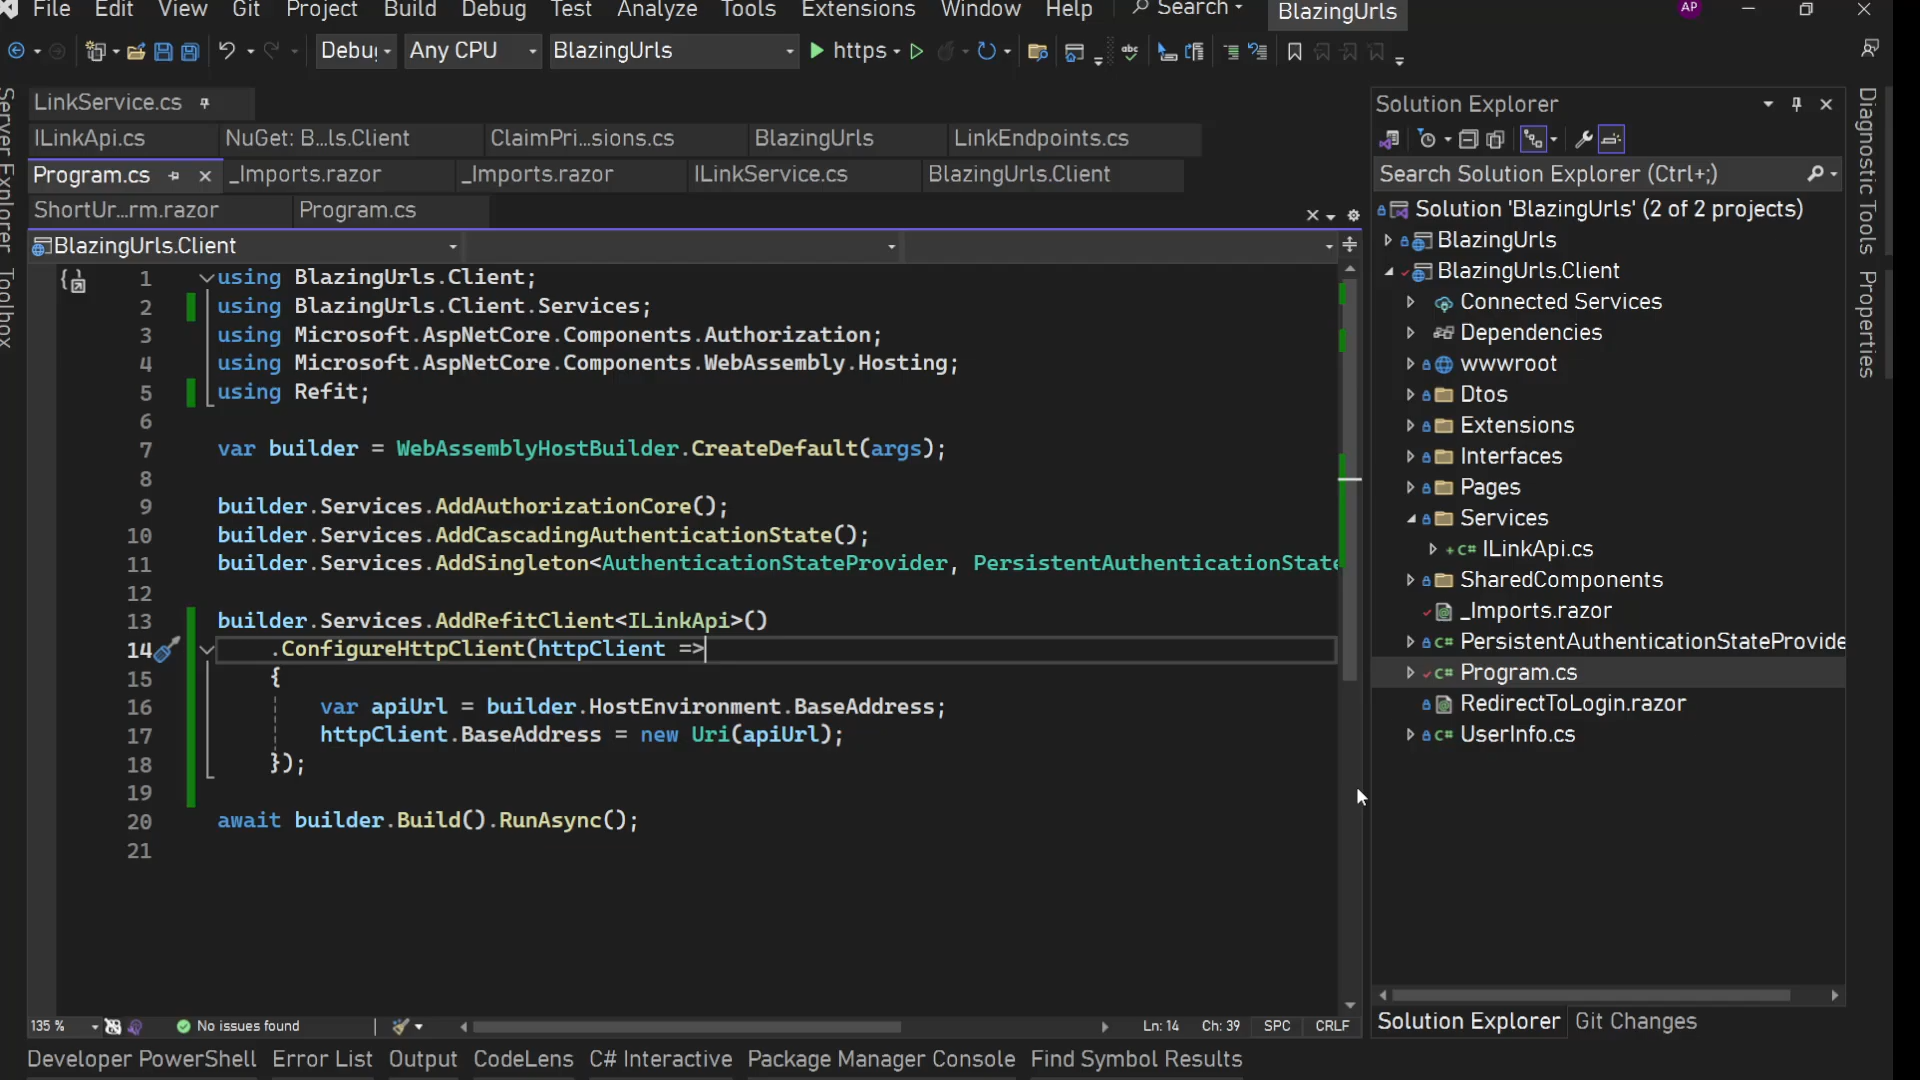 File Edit View Git Project Build Debug Test Analyze Tools Extensions Window Help Search BlazingUrls AP
Debug Any CPU BlazingUrls https
LinkService.cs
ILinkApi.cs NuGet: B...ls.Client ClaimPri...sions.cs BlazingUrls LinkEndpoints.cs
Program.cs _Imports.razor _Imports.razor ILinkService.cs BlazingUrls.Client
ShortUr...rm.razor Program.cs
BlazingUrls.Client
1 using BlazingUrls.Client;
2 using BlazingUrls.Client.Services;
3 using Microsoft.AspNetCore.Components.Authorization;
4 using Microsoft.AspNetCore.Components.WebAssembly.Hosting;
5 using Refit;
6
7 var builder = WebAssemblyHostBuilder.CreateDefault(args);
8
9 builder.Services.AddAuthorizationCore();
10 builder.Services.AddCascadingAuthenticationState();
11 builder.Services.AddSingleton<AuthenticationStateProvider, PersistentAuthenticationState
12
13 builder.Services.AddRefitClient<ILinkApi>()
14 .ConfigureHttpClient(httpClient =>
15 {
16 var apiUrl = builder.HostEnvironment.BaseAddress;
17 httpClient.BaseAddress = new Uri(apiUrl);
18 });
19
20 await builder.Build().RunAsync();
21
135 % No issues found Ln: 14 Ch: 39 SPC CRLF
Developer PowerShell Error List Output CodeLens C# Interactive Package Manager Console Find Symbol Results
Server Explorer
Toolbox
Solution Explorer
Search Solution Explorer (Ctrl+;)
Solution 'BlazingUrls' (2 of 2 projects)
BlazingUrls
BlazingUrls.Client
Connected Services
Dependencies
wwwroot
Dtos
Extensions
Interfaces
Pages
Services
C# ILinkApi.cs
SharedComponents
_Imports.razor
C# PersistentAuthenticationStateProvide
C# Program.cs
RedirectToLogin.razor
C# UserInfo.cs
Solution Explorer Git Changes
Diagnostic Tools
Properties